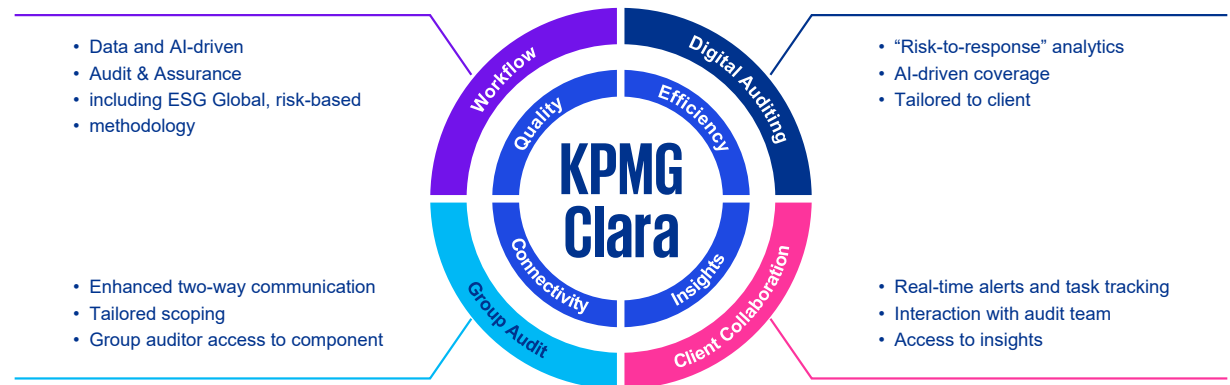 • Data and AI-driven
• Audit & Assurance
• including ESG Global, risk-based
• methodology
Workflow
Digital Auditing
• “Risk-to-response” analytics
• AI-driven coverage
• Tailored to client
Quality
Efficiency
KPMG
Clara
Connectivity
Insights
• Enhanced two-way communication
• Tailored scoping
• Group auditor access to component
Group Audit
Client Collaboration
• Real-time alerts and task tracking
• Interaction with audit team
• Access to insights